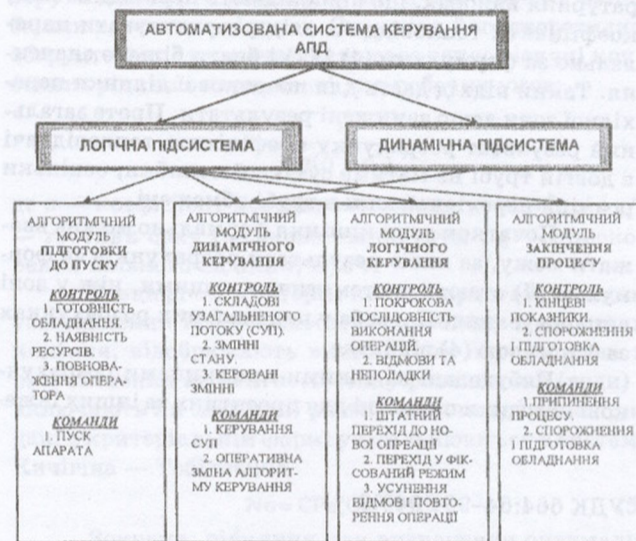 АВТОМАТИЗОВАНА СИСТЕМА КЕРУВАННЯ
АПД
ЛОГІЧНА ПІДСИСТЕМА
ДИНАМІЧНА ПІДСИСТЕМА
АЛГОРИТМІЧНИЙ
МОДУЛЬ
ПІДГОТОВКИ
ДО ПУСКУ
КОНТРОЛЬ
1. ГОТОВНІСТЬ
ОБЛАДНАННЯ.
2. НАЯВНІСТЬ
РЕСУРСІВ.
3. ПОВНОВА-
ЖЕННЯ ОПЕРА-
ТОРА
КОМАНДИ
1. ПУСК
АПАРАТА
АЛГОРИТМІЧНИЙ
МОДУЛЬ
ДИНАМІЧНОГО
КЕРУВАННЯ
КОНТРОЛЬ
1. СКЛАДОВІ
УЗАГАЛЬНЕНОГО
ПОТОКУ (СУП).
2. ЗМІННІ
СТАНУ.
3. КЕРОВАНІ
ЗМІННІ
КОМАНДИ
1. КЕРУВАННЯ
СУП
2. ОПЕРАТИВНА
ЗМІНА АЛГОРИТ-
МУ КЕРУВАННЯ
АЛГОРИТМІЧНИЙ
МОДУЛЬ
ЛОГІЧНОГО
КЕРУВАННЯ
КОНТРОЛЬ
1. ПОКРОКОВА
ПОСЛІДОВНІСТЬ
ВИКОНАННЯ
ОПЕРАЦІЙ
2. ВІДМОВИ І
НЕПОЛАДКИ
КОМАНДИ
1. ШТАТНИЙ
ПЕРЕХІД ДО НО-
ВОЇ ОПРЕАЦІЇ
2. ПЕРЕХІД У ФІК-
СОВАНИЙ РЕЖИМ
3. УСУНЕННЯ
ВІДМОВ І ПОВТО-
РЕННЯ ОПЕРАЦІЇ
АЛГОРИТМІЧНИЙ
МОДУЛЬ
ЗАКІНЧЕННЯ
ПРОЦЕСУ
КОНТРОЛЬ
1. КІНЦЕВІ
ПОКАЗНИКИ.
2. СПОРОЖНЕННЯ
І ПІДГОТОВКА
ОБЛАДНАННЯ
КОМАНДИ
1. ПРИПИНЕННЯ
ПРОЦЕСУ
2. СПОРОЖНЕННЯ
І ПІДГОТОВКА
ОБЛАДНАННЯ